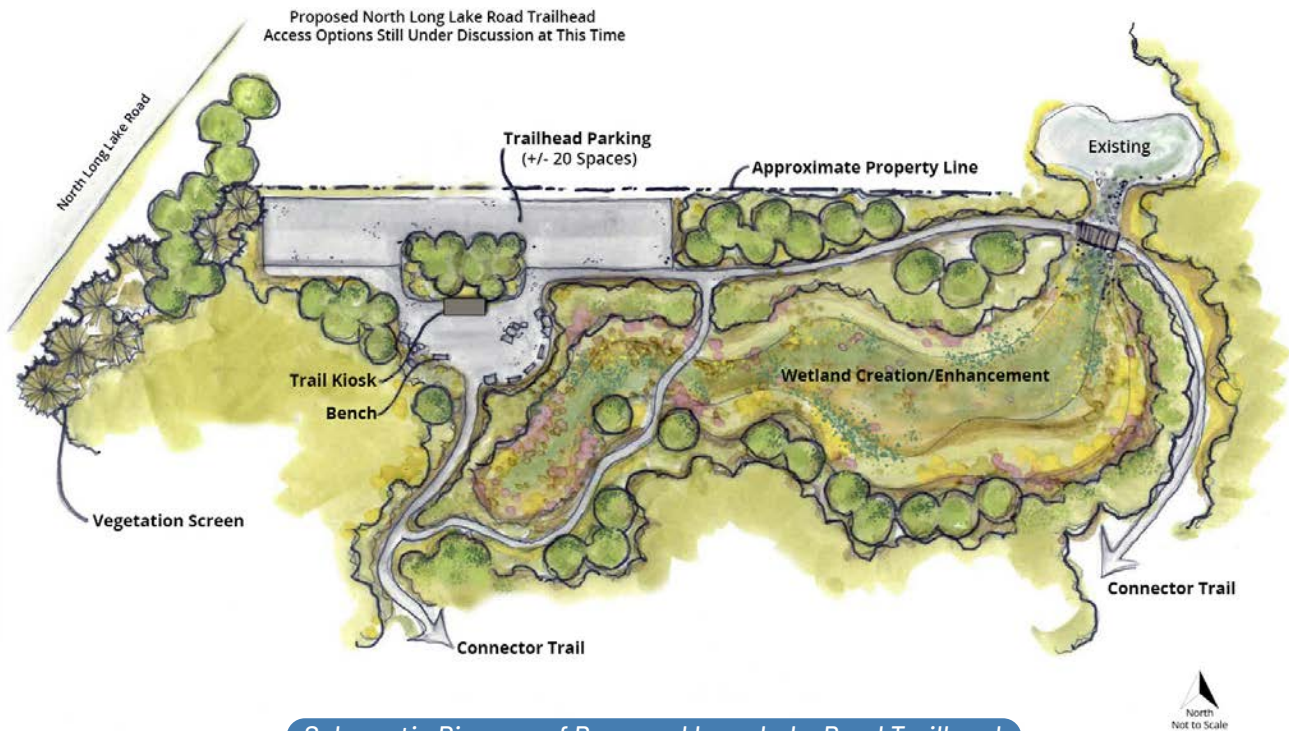 Proposed North Long Lake Road Trailhead
Access Options Still Under Discussion at This Time
North Long Lake Road
Trailhead Parking
(+/- 20 Spaces)
Approximate Property Line
Existing
Trail Kiosk
Bench
Wetland Creation/Enhancement
Vegetation Screen
Connector Trail
Connector Trail
North
Not to Scale